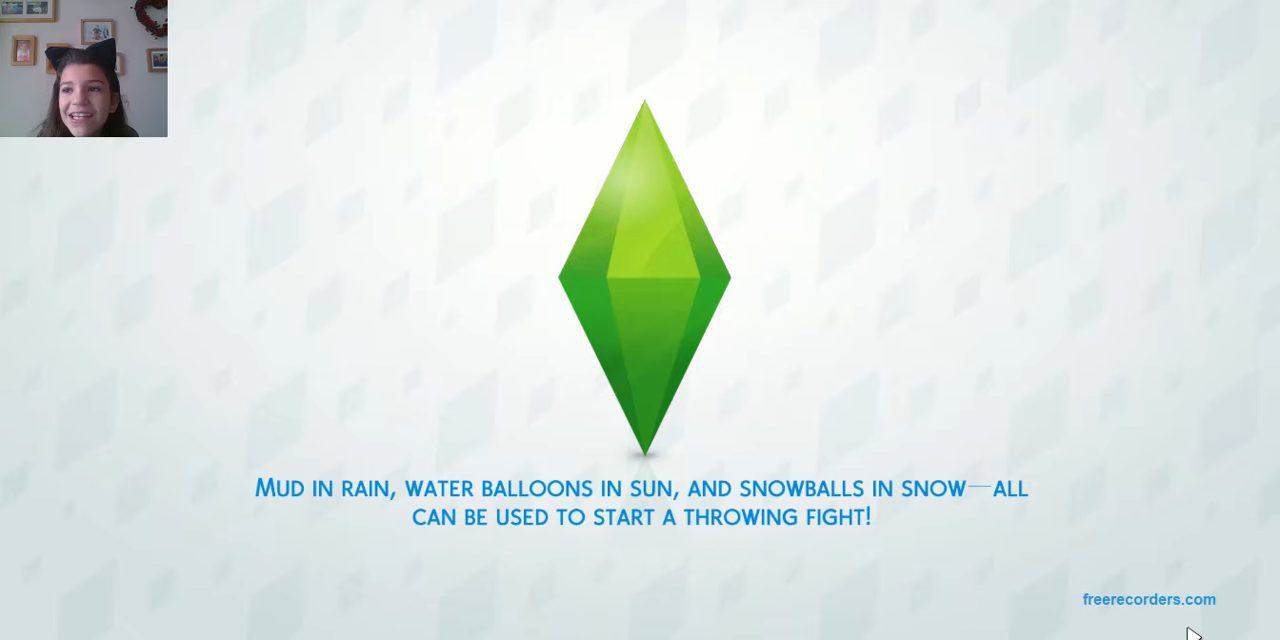 Mud in rain, water balloons in sun, and snowballs in snow—all
can be used to start a throwing fight!
freerecorders.com